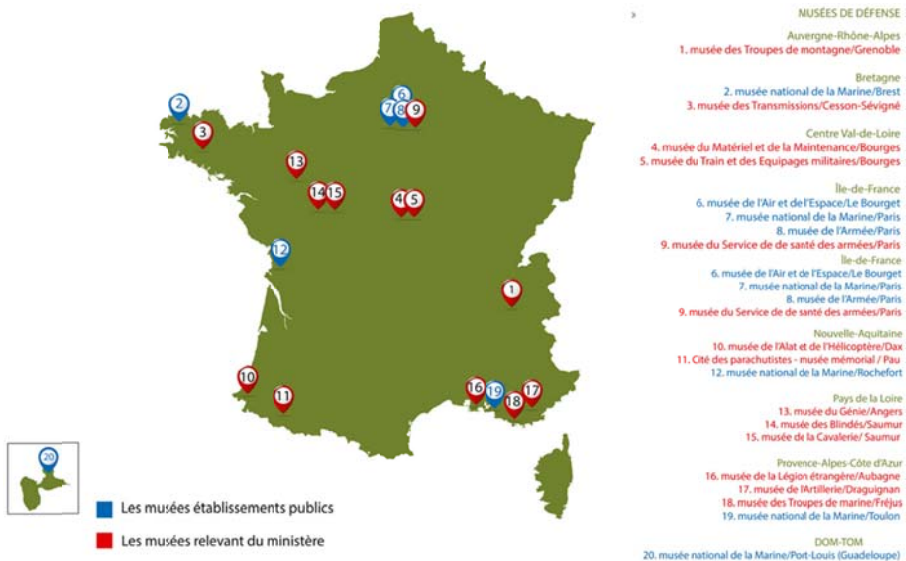 » NUSÉES DE DÉFENSE
Auvergne-Rhône-Alpes
1. musée des Troupes de montagne/Grenoble
Bretagne
2. musée national de la Marine/Brest
3. musée des Transmissions/Cesson-Sévigné
Centre Val-de-Loire
4. musée du Matériel et de la Maintenance/Bourges
5. musée du Train et des Equipages militaires/Bourges
Île-de-France
6. musée de l'Air et de l'Espace/Le Bourget
7. musée national de la Marine/Paris
8. musée de l'Armée/Paris
9. musée du Service de de santé des armées/Paris
Île-de-France
6. musée de l'Air et de l'Espace/Le Bourget
7. musée national de la Marine/Paris
8. musée de l'Armée/Paris
9. musée du Service de de santé des armées/Paris
Nouvelle-Aquitaine
10. musée de l'Alat et de l'Hélicoptère/Dax
11. Cité des parachutistes - musée mémorial / Pau
12. musée national de la Marine/Rochefort
Pays de la Loire
13. musée du Génie/Angers
14. musée des Blindés/Saumur
15. musée de la Cavalerie/ Saumur
Provence-Alpes-Côte d'Azur
16. musée de la Légion étrangère/Aubagne
17. musée de l'Artillerie/Draguignan
18. musée des Troupes de marine/Fréjus
19. musée national de la Marine/Toulon
DOM-TOM
20. musée national de la Marine/Port-Louis (Guadeloupe)
6
2
7 8 9
3
13
14 15
4 5
12
1
10
11
16 19 18 17
20
Les musées établissements publics
Les musées relevant du ministère